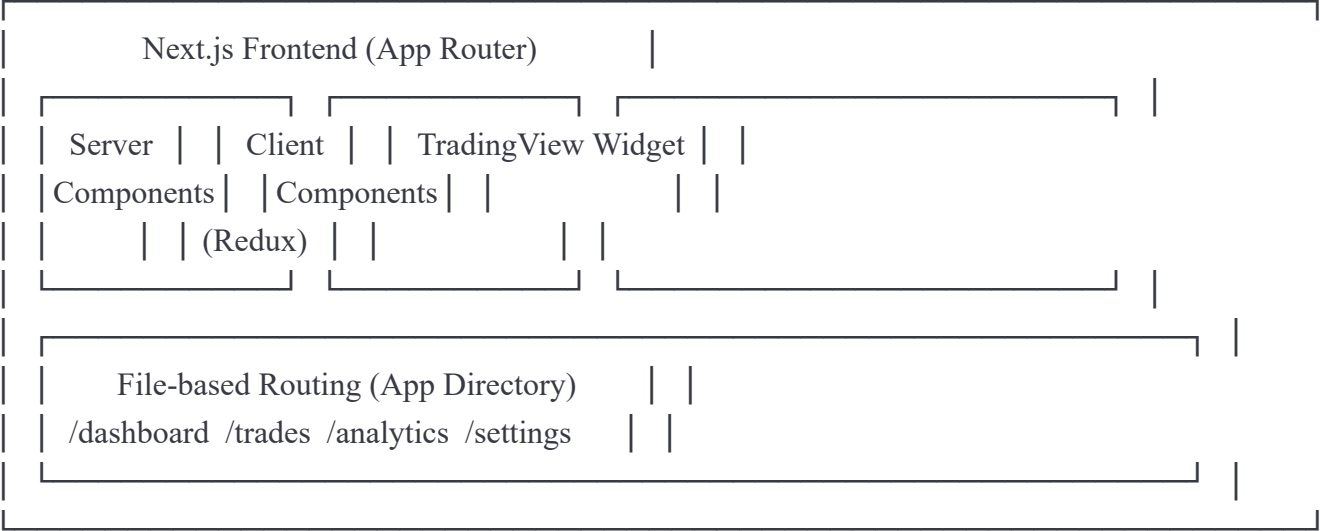 Next.js Frontend (App Router)
Server Client TradingView Widget
Components Components
(Redux)
File-based Routing (App Directory)
/dashboard /trades /analytics /settings